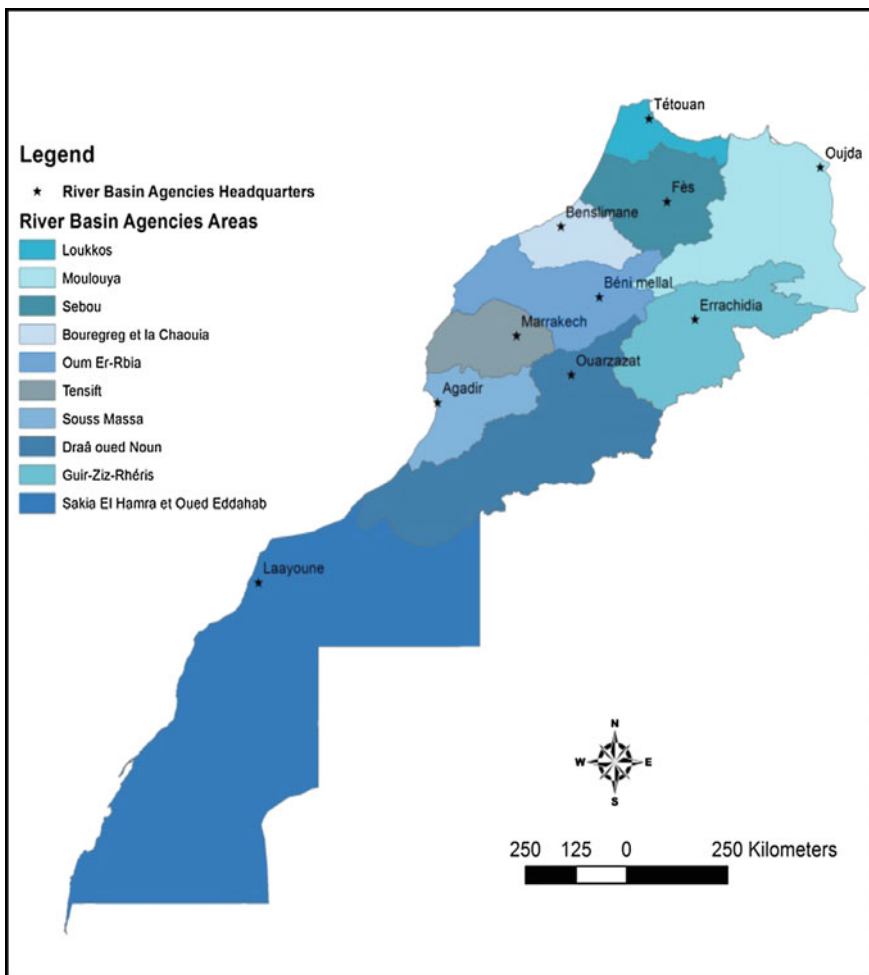 Tétouan
Oujda
Legend
River Basin Agencies Headquarters
Fès
River Basin Agencies Areas
Benslimane
Loukkos
Moulouya
Sebou
Béni mellal
Errachidia
Bouregreg et la Chaouia
Marrakech
Oum Er-Rbia
Ouarzazat
Tensift
Agadir
Souss Massa
Draâ oued Noun
Guir-Ziz-Rhéris
Sakia El Hamra et Oued Eddahab
Laayoune
N
W E
S
250 125 0 250 Kilometers